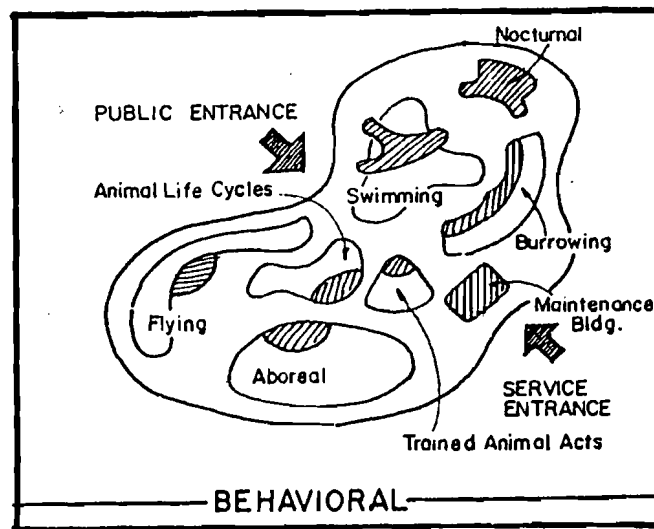 Nocturnal
PUBLIC ENTRANCE
Animal Life Cycles
Swimming
Burrowing
Flying
Maintenance
Bldg.
Aboreal
SERVICE
ENTRANCE
Trained Animal Acts
BEHAVIORAL